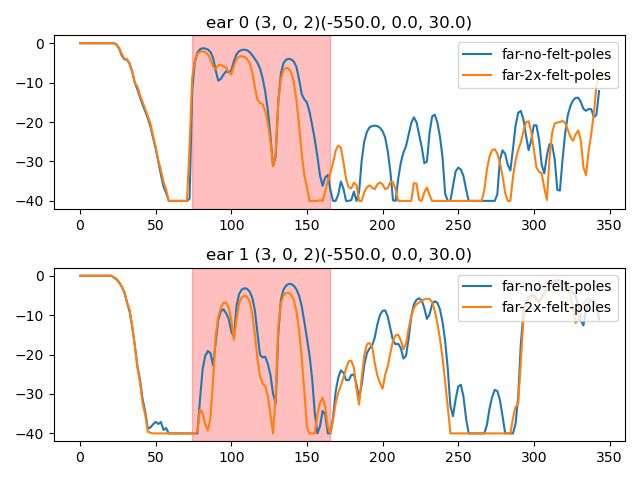 ear 0 (3, 0, 2)(-550.0, 0.0, 30.0)
0
−10
−20
−30
−40
far-no-felt-poles
far-2x-felt-poles
0 50 100 150 200 250 300 350
ear 1 (3, 0, 2)(-550.0, 0.0, 30.0)
0
−10
−20
−30
−40
far-no-felt-poles
far-2x-felt-poles
0 50 100 150 200 250 300 350